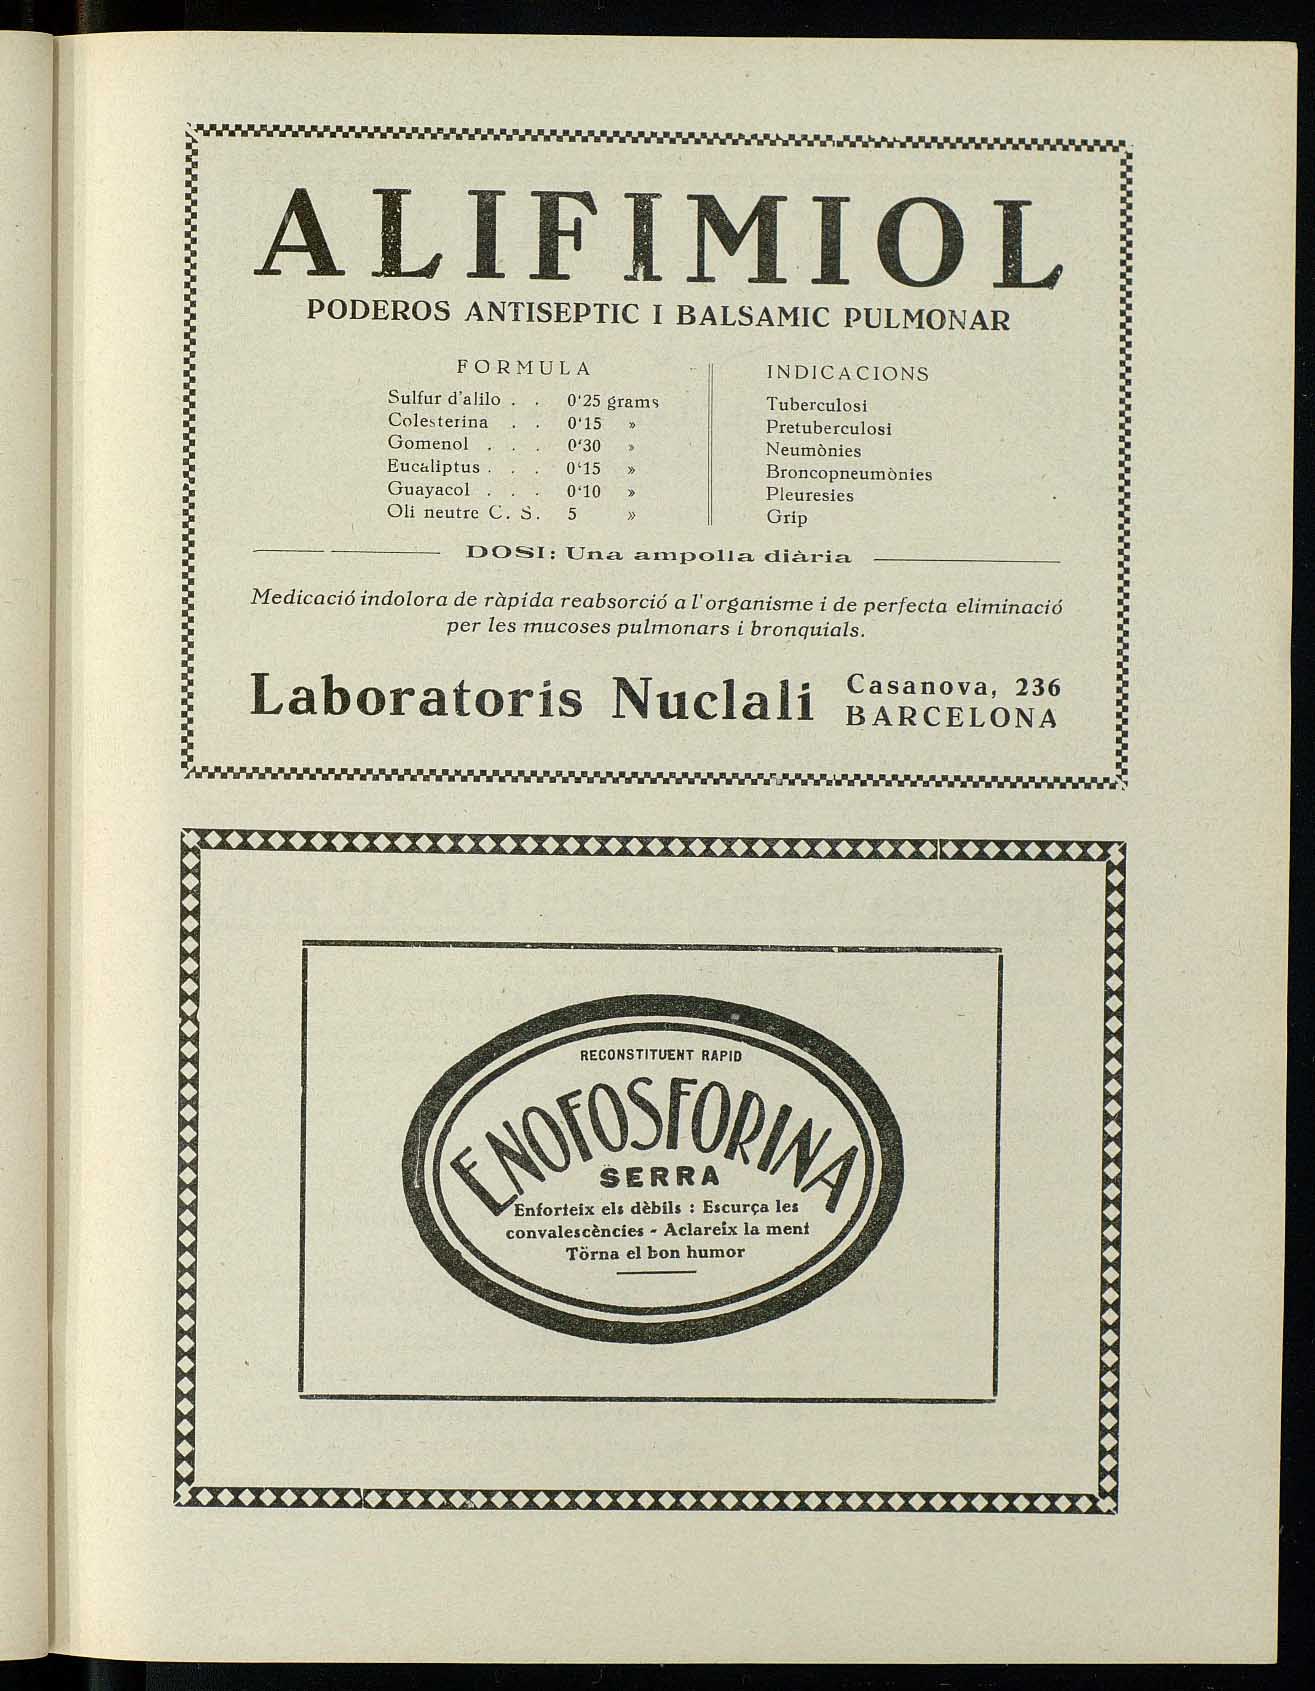 ALIFIMIOL
PODEROS ANTISEPTIC I BALSAMIC PULMONAR
FORMULA
Sulfur d'alilo . . 0'25 grams
Colesterina . . 0'15 »
Gomenol . . . 0'30 »
Eucaliptus . . . 0'15 »
Guayacol . . . 0'10 »
Oli neutre C. S. 5 »
INDICACIONS
Tuberculosi
Pretuberculosi
Neumònies
Broncopneumònies
Pleuresies
Grip
DOSI: Una ampolla diària
Medicació indolora de ràpida reabsorció a l'organisme i de perfecta eliminació
per les mucoses pulmonars i bronquials.
Laboratoris Nuclali
Casanova, 236
BARCELONA
RECONSTITUENT RAPID
ENOFOSFORINA
SERRA
Enforteix els dèbils : Escurça les
convalescències - Aclareix la ment
Törna el bon humor